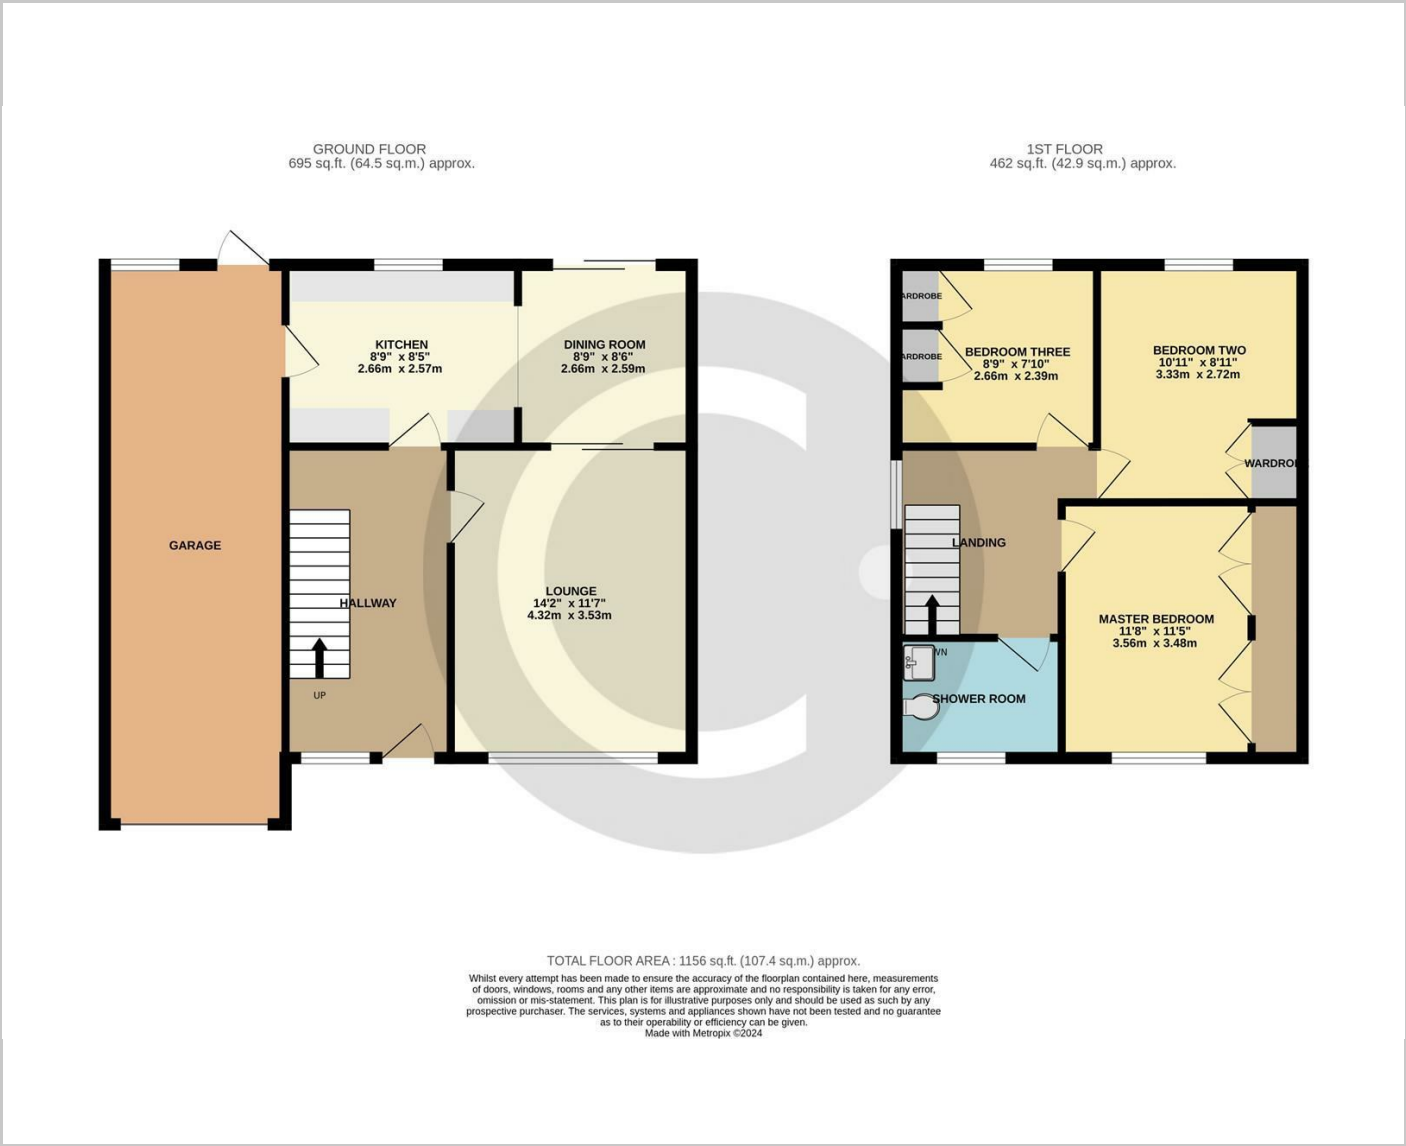 GROUND FLOOR
695 sq.ft. (64.5 sq.m.) approx.
1ST FLOOR
462 sq.ft. (42.9 sq.m.) approx.
KITCHEN
8'9" x 8'5"
2.66m x 2.57m
DINING ROOM
8'9" x 8'6"
2.66m x 2.59m
GARAGE
HALLWAY
UP
LOUNGE
14'2" x 11'7"
4.32m x 3.53m
ARDROBE
ARDROBE
BEDROOM THREE
8'9" x 7'10"
2.66m x 2.39m
BEDROOM TWO
10'11" x 8'11"
3.33m x 2.72m
WARDRO
LANDING
MASTER BEDROOM
11'8" x 11'5"
3.56m x 3.48m
WN
SHOWER ROOM
TOTAL FLOOR AREA : 1156 sq.ft. (107.4 sq.m.) approx.
Whilst every attempt has been made to ensure the accuracy of the floorplan contained here, measurements
of doors, windows, rooms and any other items are approximate and no responsibility is taken for any error,
omission or mis-statement. This plan is for illustrative purposes only and should be used as such by any
prospective purchaser. The services, systems and appliances shown have not been tested and no guarantee
as to their operability or efficiency can be given.
Made with Metropix ©2024